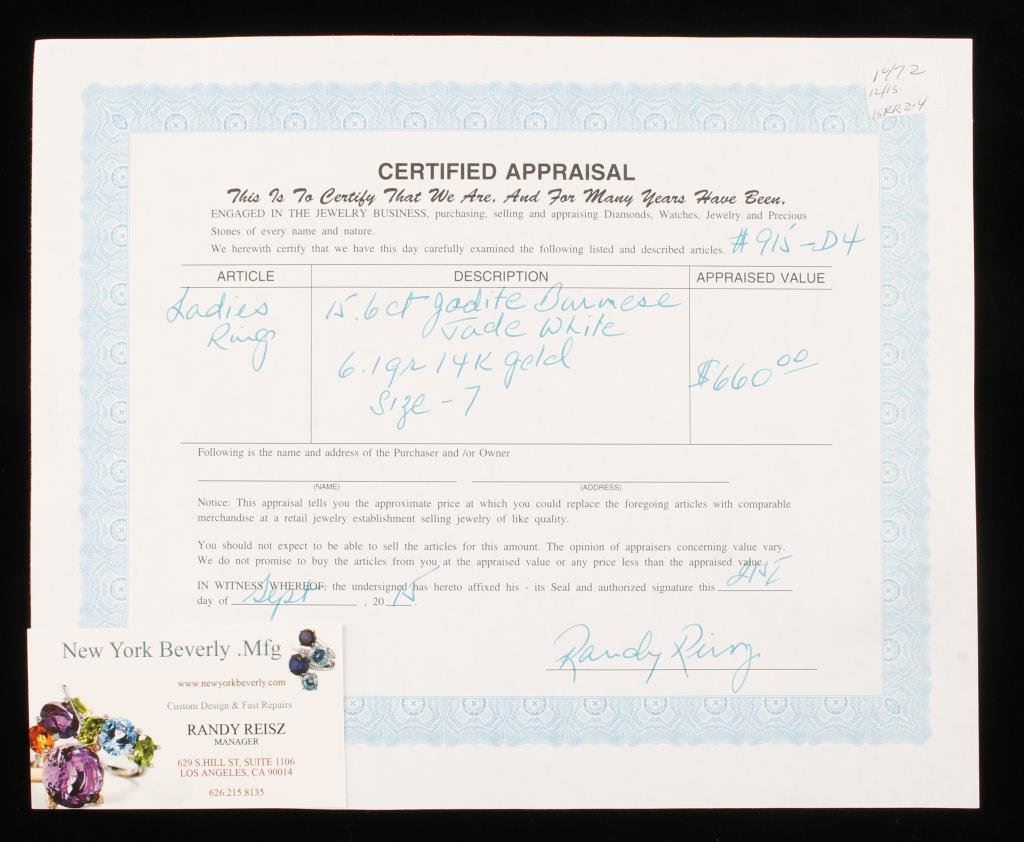 1472
12/15
CERTIFIED APPRAISAL
This Is To Certify That We Are, And For Many Years Have Been,
ENGAGED IN THE JEWELRY BUSINESS, purchasing, selling and appraising Diamonds, Watches, Jewelry and Precious
Stones of every name and nature.
We herewith certify that we have this day carefully examined the following listed and described articles. #915-D4
ARTICLE DESCRIPTION APPRAISED VALUE
Ladies 15.6ct Jadite Burmese
Ring Jade White
6.1gr 14K gold $660.00
Size - 7
Following is the name and address of the Purchaser and /or Owner
(NAME) (ADDRESS)
Notice: This appraisal tells you the approximate price at which you could replace the foregoing articles with comparable
merchandise at a retail jewelry establishment selling jewelry of like quality.
You should not expect to be able to sell the articles for this amount. The opinion of appraisers concerning value vary.
We do not promise to buy the articles from you at the appraised value or any price less than the appraised value.
IN WITNESS WHEREOF, the undersigned has hereto affixed his - its Seal and authorized signature this 21st
day of Sept , 20 15.
Randy
New York Beverly .Mfg
www.newyorkbeverly.com
Custom Design & Fast Repairs
RANDY REISZ
MANAGER
629 S.HILL ST, SUITE 1106
LOS ANGELES, CA 90014
626.215.8135